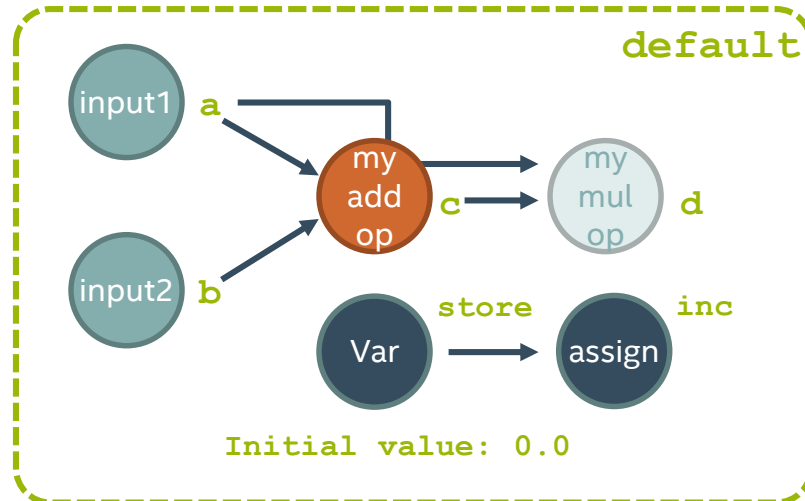 default
input1
a
my
add
op
c
my
mul
op
d
input2
b
store
inc
Var
assign
Initial value: 0.0